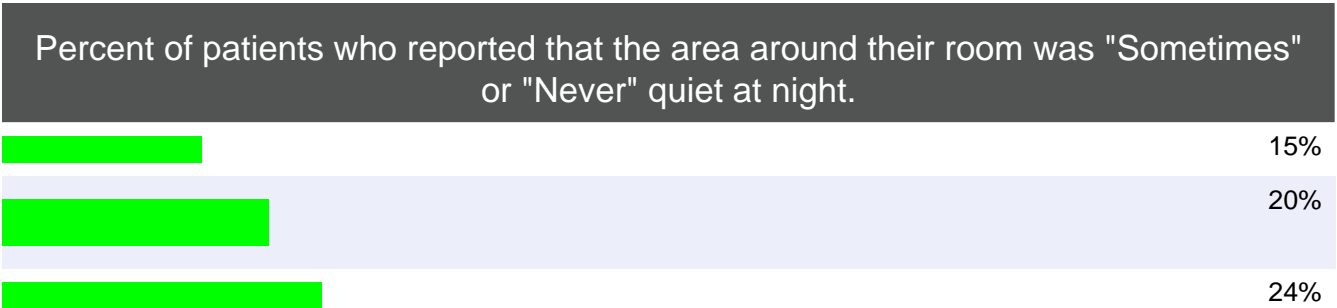 Percent of patients who reported that the area around their room was "Sometimes"
or "Never" quiet at night.
15%
20%
24%